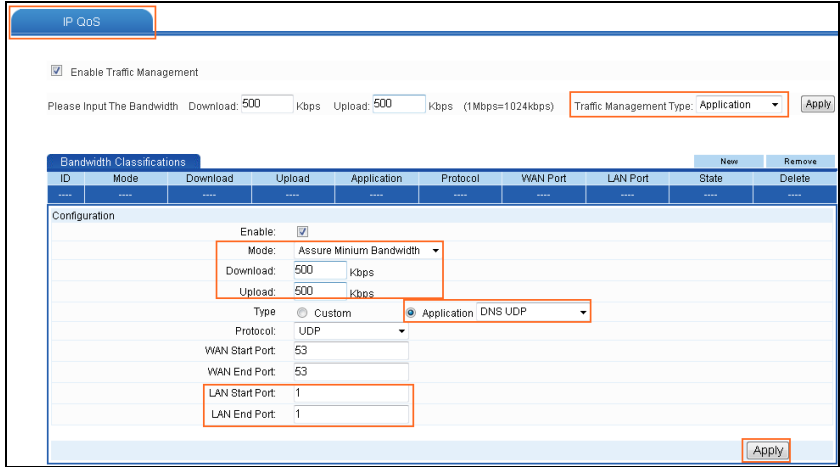 IP QoS
Enable Traffic Management
Please Input The Bandwidth Download: 500 Kbps Upload: 500 Kbps (1Mbps=1024kbps) Traffic Management Type: Application Apply
Bandwidth Classifications New Remove
ID Mode Download Upload Application Protocol WAN Port LAN Port State Delete
---- ---- ---- ---- ---- ---- ---- ---- ---- ----
Configuration
Enable:
Mode: Assure Minium Bandwidth
Download: 500 Kbps
Upload: 500 Kbps
Type Custom Application DNS UDP
Protocol: UDP
WAN Start Port: 53
WAN End Port: 53
LAN Start Port: 1
LAN End Port: 1
Apply